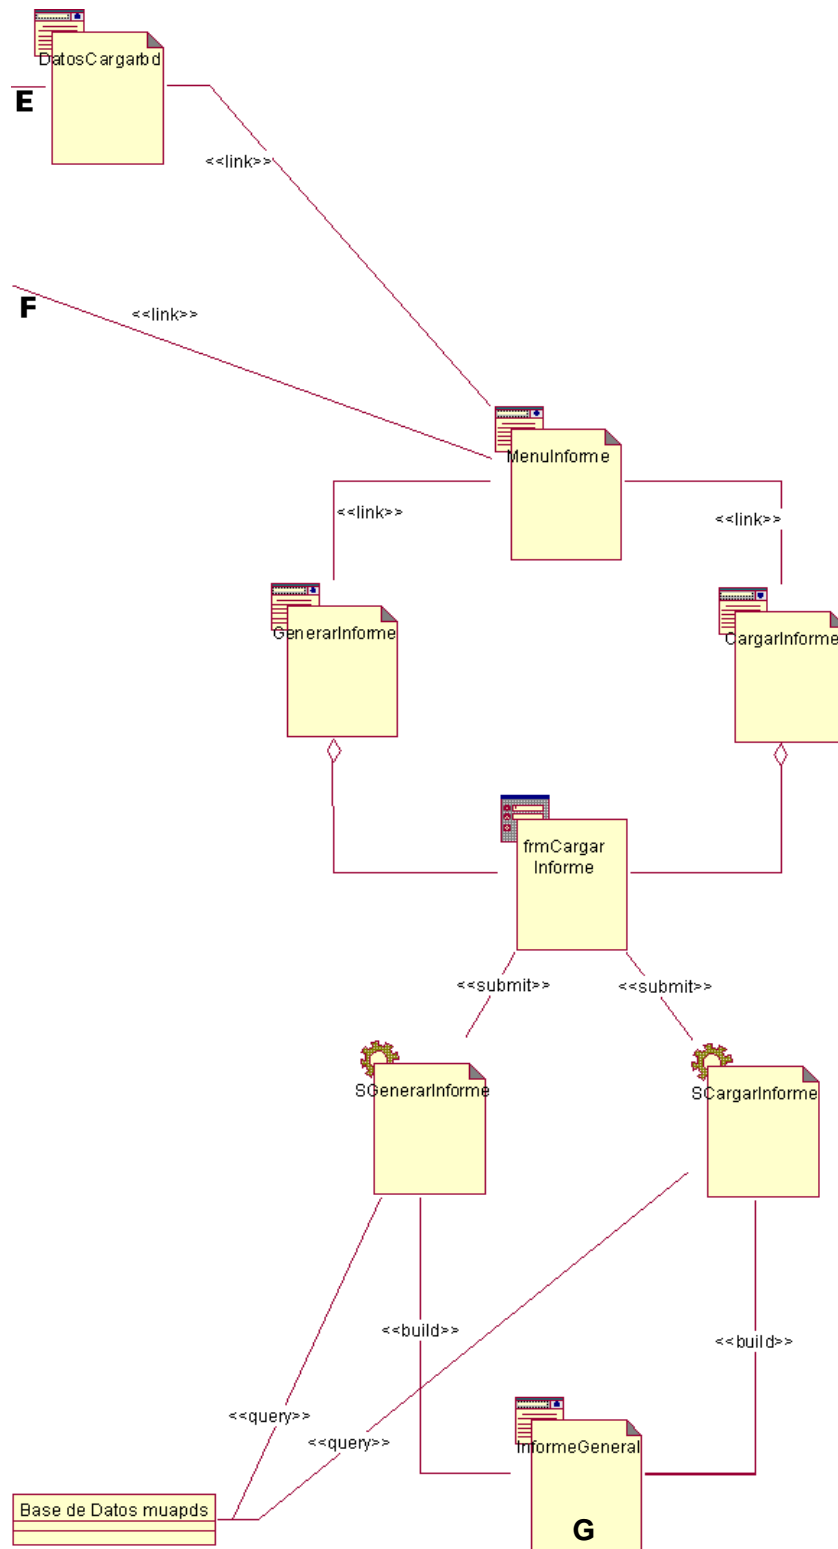 DatosCargarbd
E
<<link>>
F
<<link>>
MenuInforme
<<link>>
<<link>>
GenerarInforme
CargarInforme
frmCargar
Informe
<<submit>>
<<submit>>
SGenerarInforme
SCargarInforme
<<build>>
<<build>>
<<query>>
<<query>>
InformeGeneral
Base de Datos muapds
G